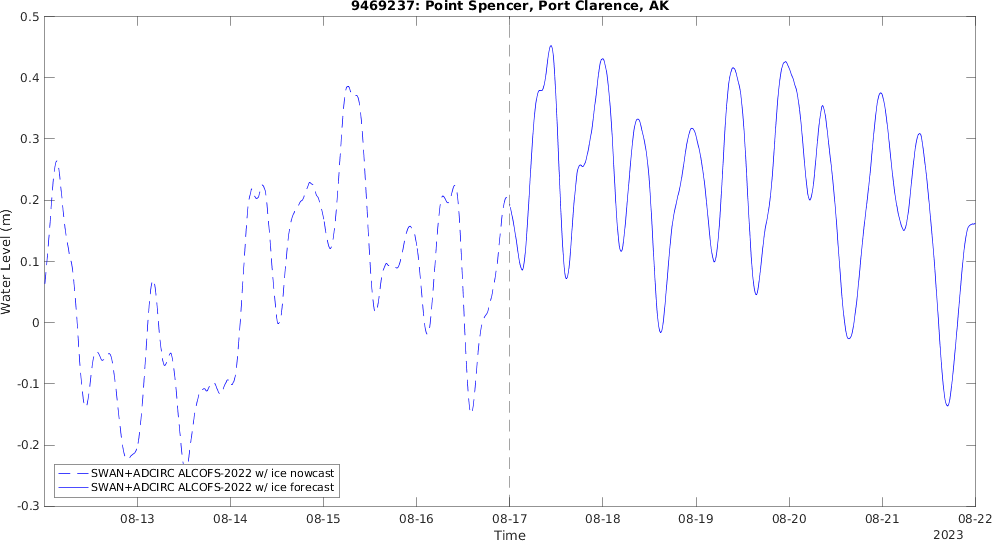 9469237: Point Spencer, Port Clarence, AK
0.5
0.4
0.3
0.2
0.1
0
-0.1
-0.2
-0.3
Water Level (m)
SWAN+ADCIRC ALCOFS-2022 w/ ice nowcast
SWAN+ADCIRC ALCOFS-2022 w/ ice forecast
08-13 08-14 08-15 08-16 08-17 08-18 08-19 08-20 08-21 08-22
Time
2023